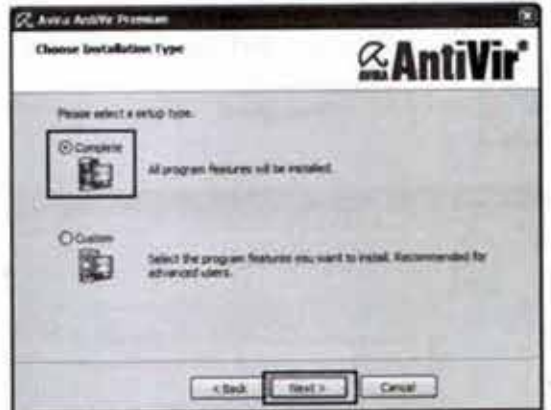 Avira AntiVir Premium
Choose Installation Type
AVIRA AntiVir®
Please select a setup type.
Complete
All program features will be installed.
Custom
Select the program features you want to install. Recommended for
advanced users.
< Back
Next >
Cancel